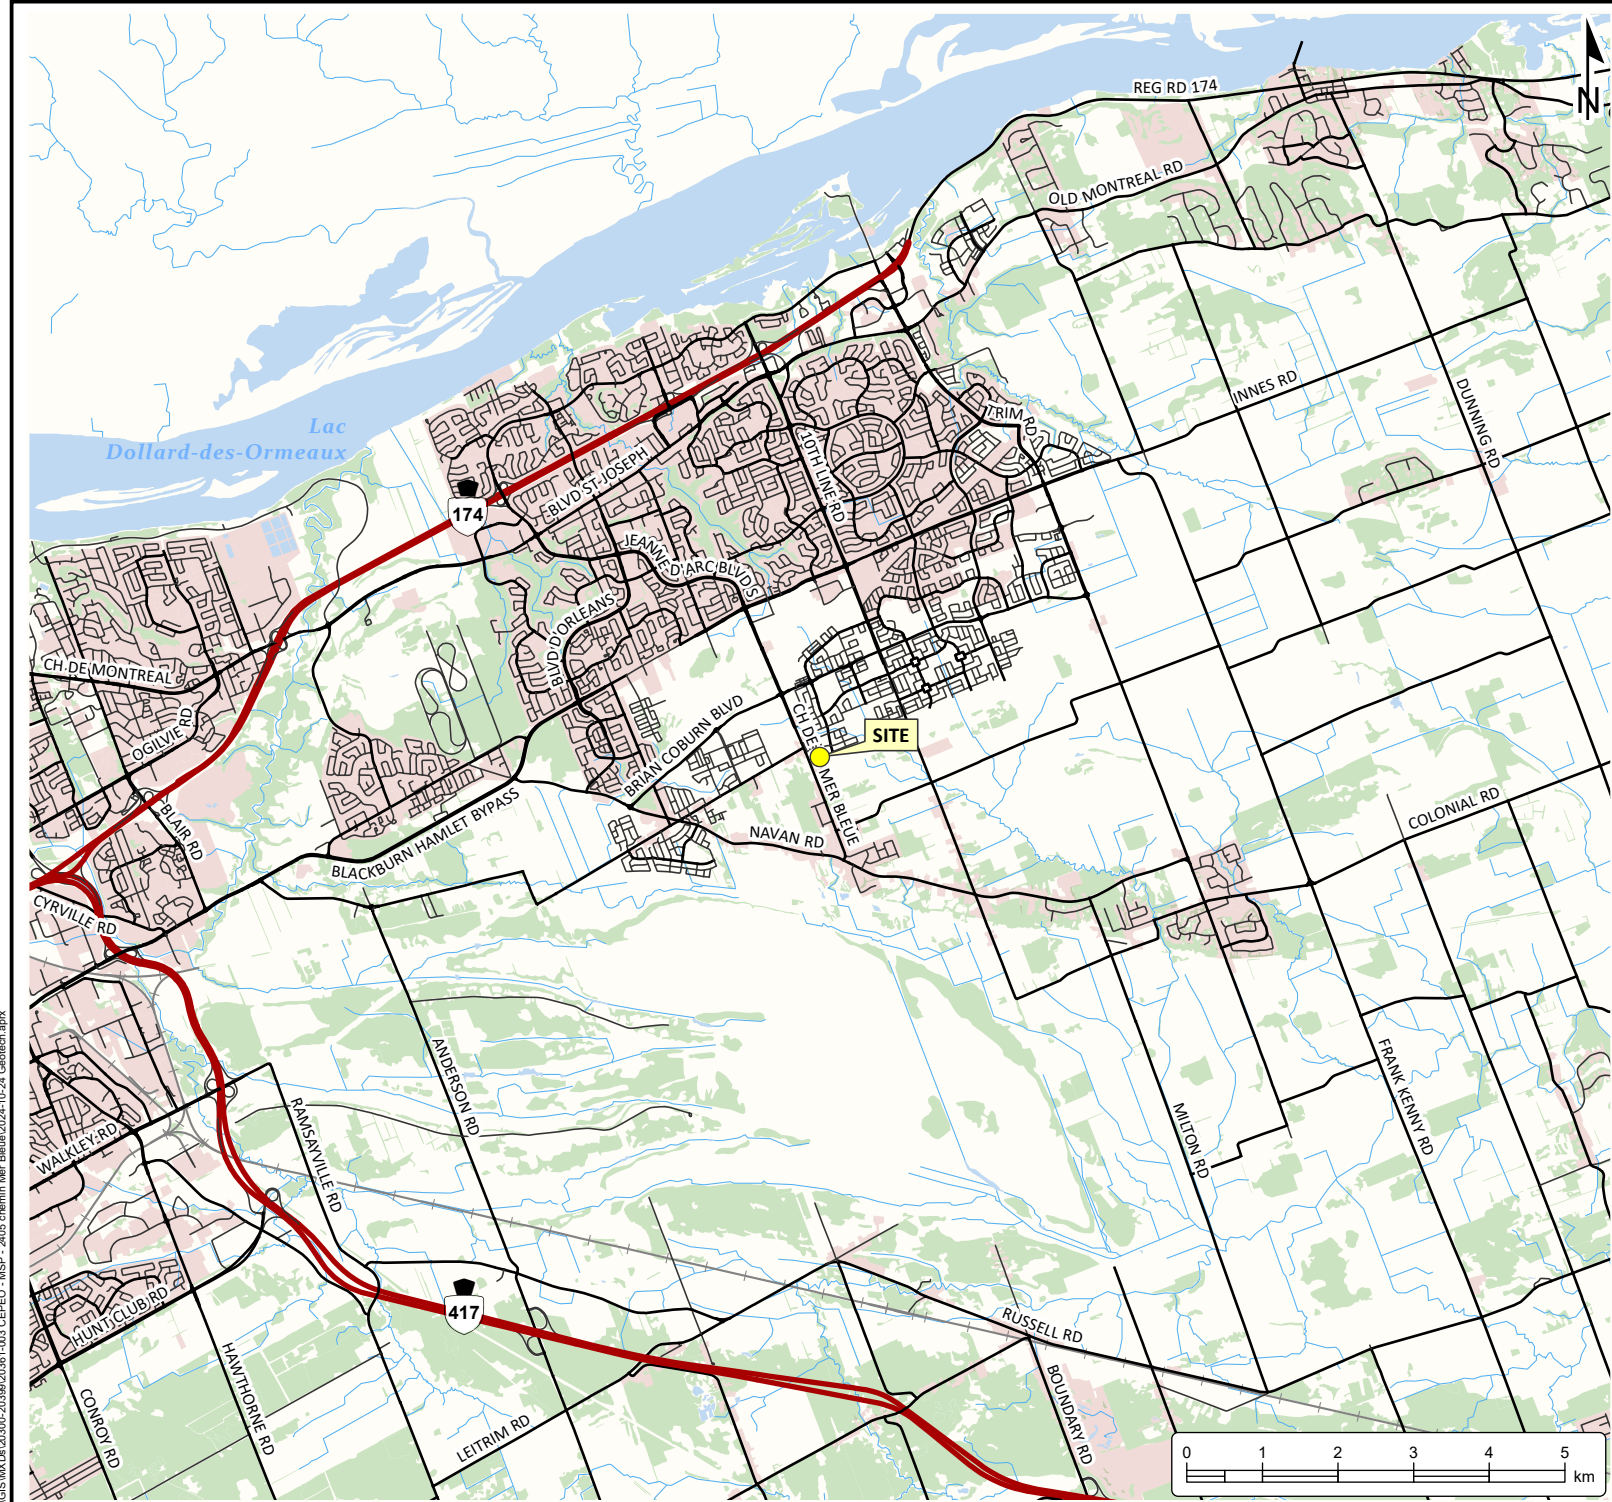 REG RD 174
N
OLD MONTREAL RD
INNES RD
DUNNING RD
TRIM RD
Lac
Dollard-des-Ormeaux
10TH LINE RD
BLVD ST-JOSEPH
174
JEANNE D'ARC BLVD S
BLVD D'ORLEANS
CH DE MONTREAL
OGILVIE RD
BRIAN COBURN BLVD
CH DE MER BLEUE
SITE
BLAIR RD
BLACKBURN HAMLET BYPASS
NAVAN RD
COLONIAL RD
CYRVILLE RD
ANDERSON RD
FRANK KENNY RD
RAMSAYVILLE RD
MILTON RD
WALKLEY RD
417
HUNT CLUB RD
RUSSELL RD
HAWTHORNE RD
BOUNDARY RD
CONROY RD
LEITRIM RD
0 1 2 3 4 5
km